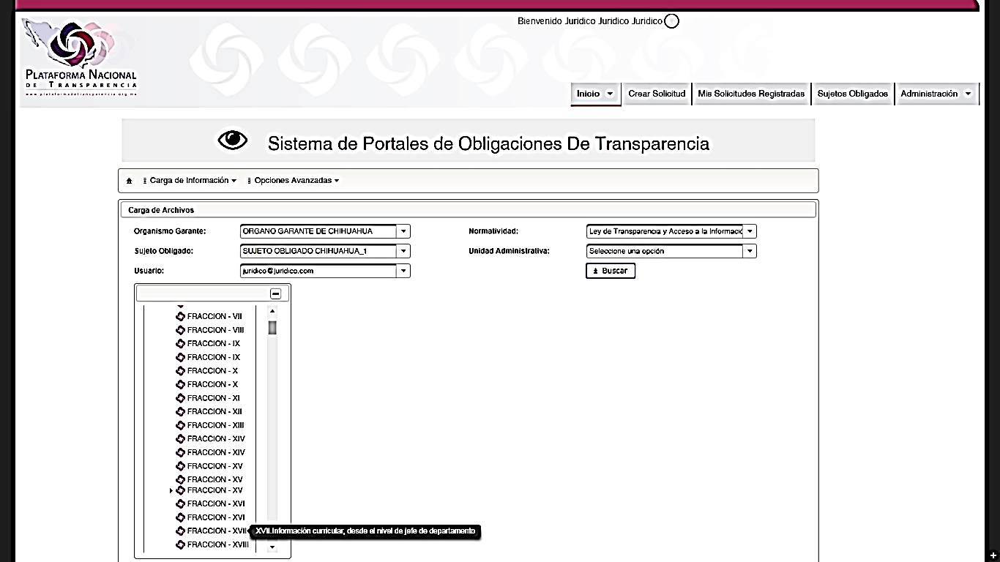 Bienvenido Juridico Juridico Juridico
PLATAFORMA NACIONAL
DE TRANSPARENCIA
www.plataformadetransparencia.org.mx
Inicio
Crear Solicitud
Mis Solicitudes Registradas
Sujetos Obligados
Administración
Sistema de Portales de Obligaciones De Transparencia
Carga de Información
Opciones Avanzadas
Carga de Archivos
Organismo Garante: ORGANO GARANTE DE CHIHUAHUA
Normatividad: Ley de Transparencia y Acceso a la Informació
Sujeto Obligado: SUJETO OBLIGADO CHIHUAHUA_1
Unidad Administrativa: Seleccione una opción
Usuario: juridico@juridico.com
Buscar
FRACCION - VII
FRACCION - VIII
FRACCION - IX
FRACCION - IX
FRACCION - X
FRACCION - X
FRACCION - XI
FRACCION - XII
FRACCION - XIII
FRACCION - XIV
FRACCION - XIV
FRACCION - XV
FRACCION - XV
FRACCION - XV
FRACCION - XVI
FRACCION - XVI
FRACCION - XVII
XVII.Información curricular, desde el nivel de jefe de departamento
FRACCION - XVIII